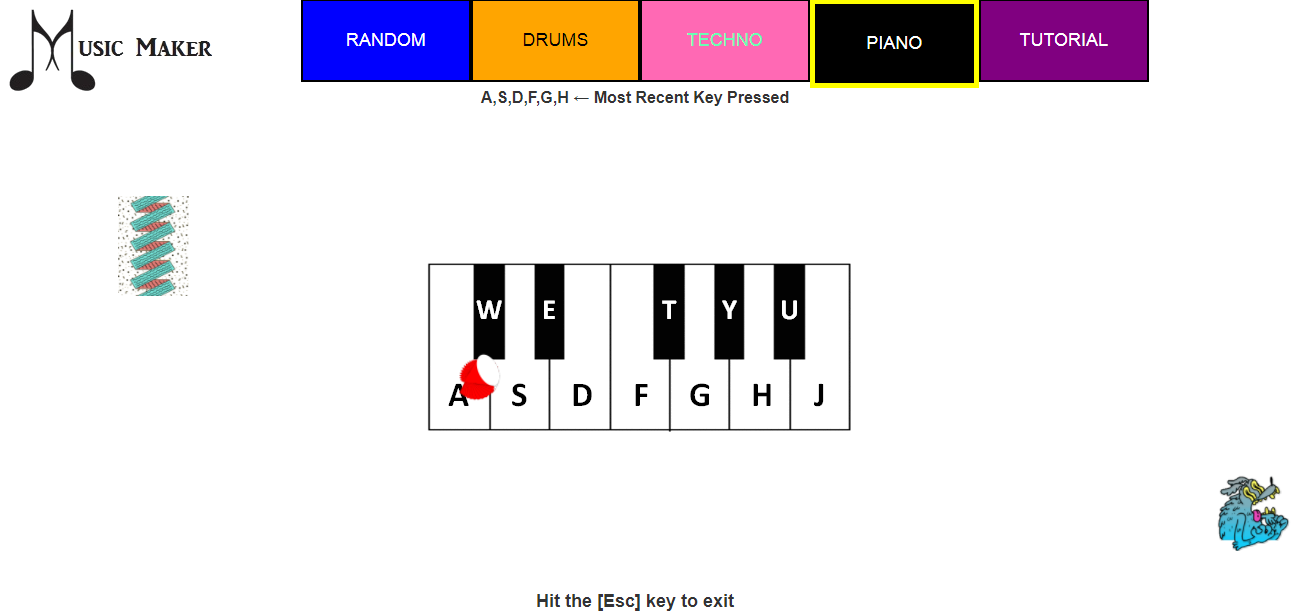 Music Maker
RANDOM DRUMS TECHNO PIANO TUTORIAL
A,S,D,F,G,H ← Most Recent Key Pressed
W E T Y U
A S D F G H J
Hit the [Esc] key to exit